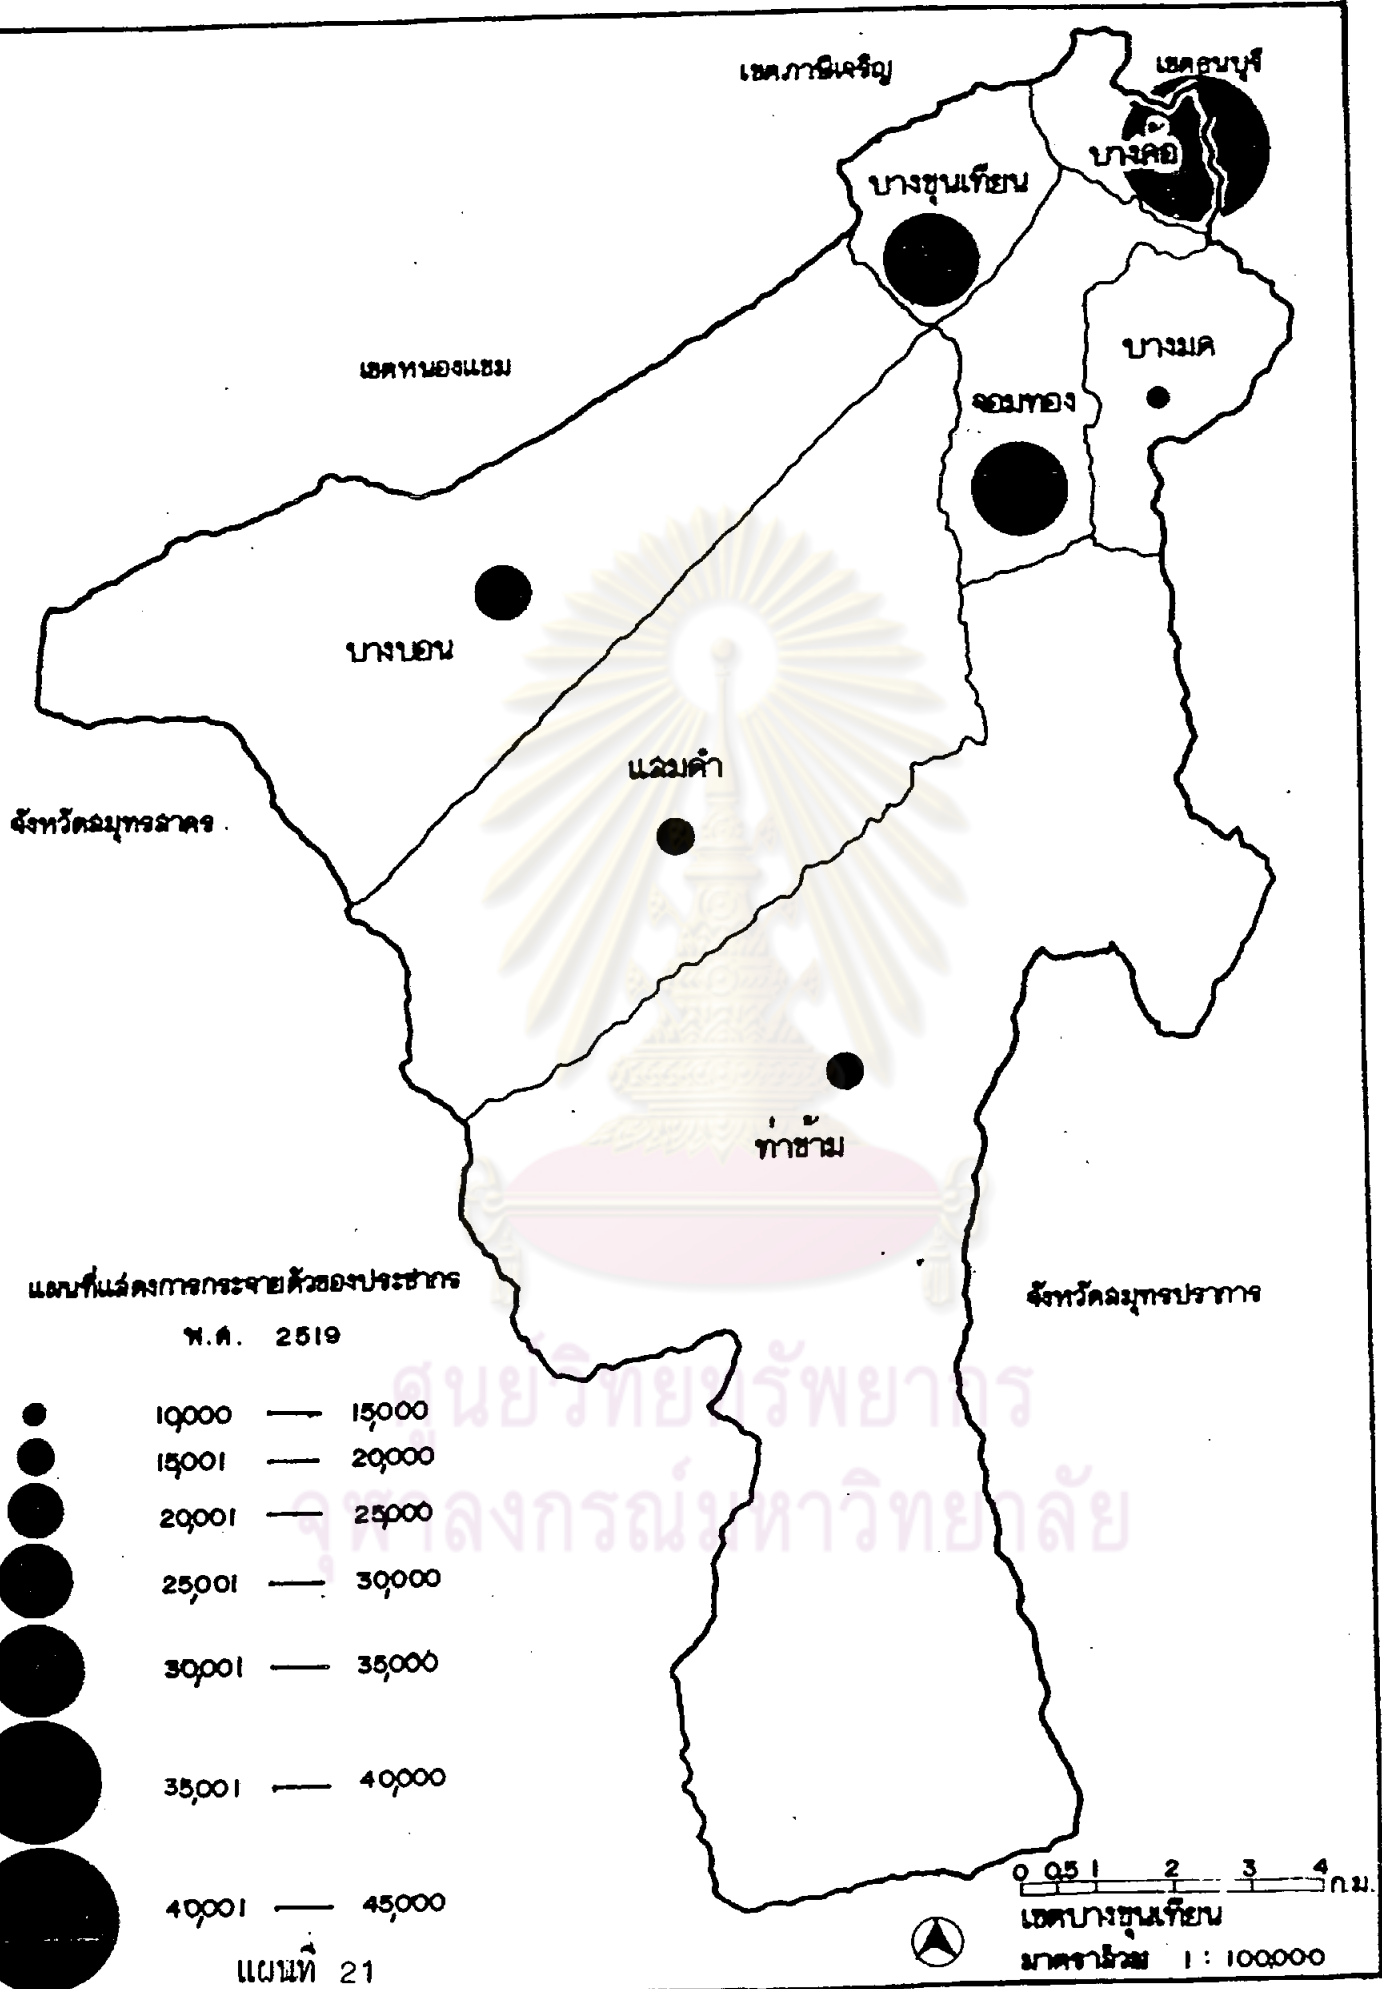 เขตภาษีเจริญ
เขตธนบุรี
บางค้อ
บางขุนเทียน
บางมด
เขตหนองแขม
จอมทอง
บางบอน
แสมดำ
จังหวัดสมุทรสาคร
ท่าข้าม
แผนที่แสดงการกระจายตัวของประชากร
พ.ศ. 2519
จังหวัดสมุทรปราการ
10,000 — 15,000
15,001 — 20,000
20,001 — 25,000
25,001 — 30,000
30,001 — 35,000
35,001 — 40,000
40,001 — 45,000
ศูนย์วิทยทรัพยากร
จุฬาลงกรณ์มหาวิทยาลัย
0 0.5 1 2 3 4 ก.ม.
เขตบางขุนเทียน
มาตราส่วน 1 : 100,000
แผนที่ 21